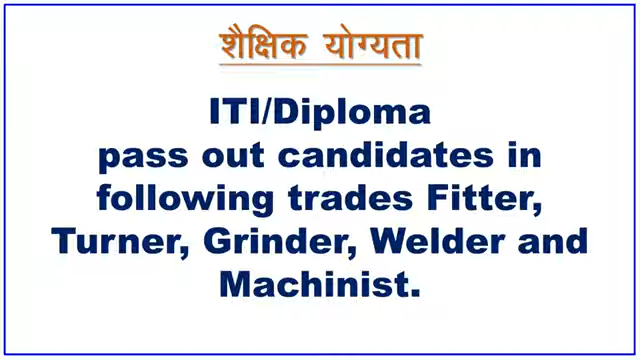 शैक्षिक योग्यता
ITI/Diploma
pass out candidates in
following trades Fitter,
Turner, Grinder, Welder and
Machinist.